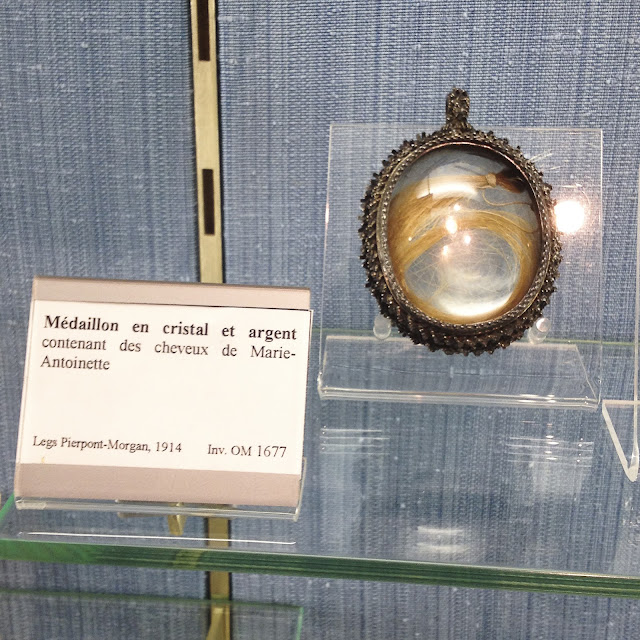 Médaillon en cristal et argent
contenant des cheveux de Marie-
Antoinette
Legs Pierpont-Morgan, 1914 Inv. OM 1677